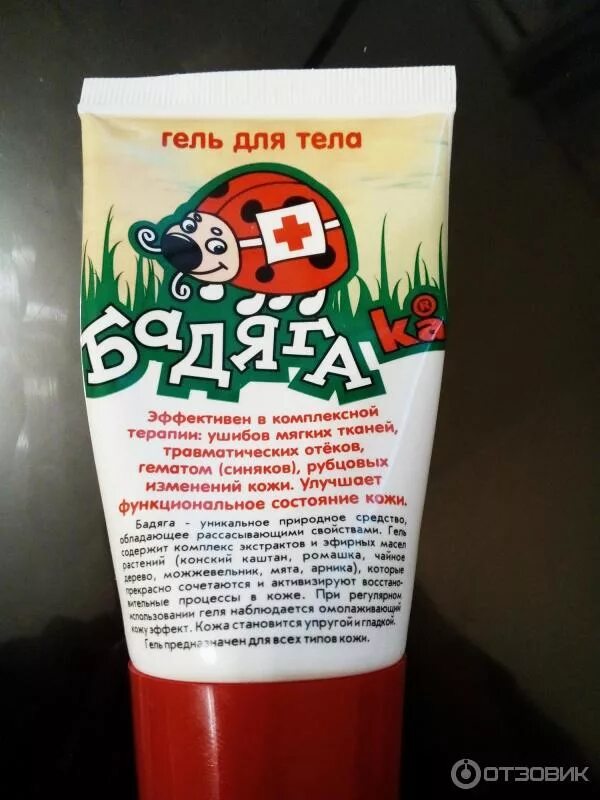 гель для тела
Бадяга ка®
Эффективен в комплексной
терапии: ушибов мягких тканей,
травматических отёков,
гематом (синяков), рубцовых
изменений кожи. Улучшает
функциональное состояние кожи.
Бадяга - уникальное природное средство,
обладающее рассасывающими свойствами. Гель
содержит комплекс экстрактов и эфирных масел
растений (конский каштан, ромашка, чайное
дерево, можжевельник, мята, арника), которые
прекрасно сочетаются и активизируют восстано-
вительные процессы в коже. При регулярном
использовании геля наблюдается омолаживающий
кожу эффект. Кожа становится упругой и гладкой.
Гель предназначен для всех типов кожи.
ОТЗОВИК